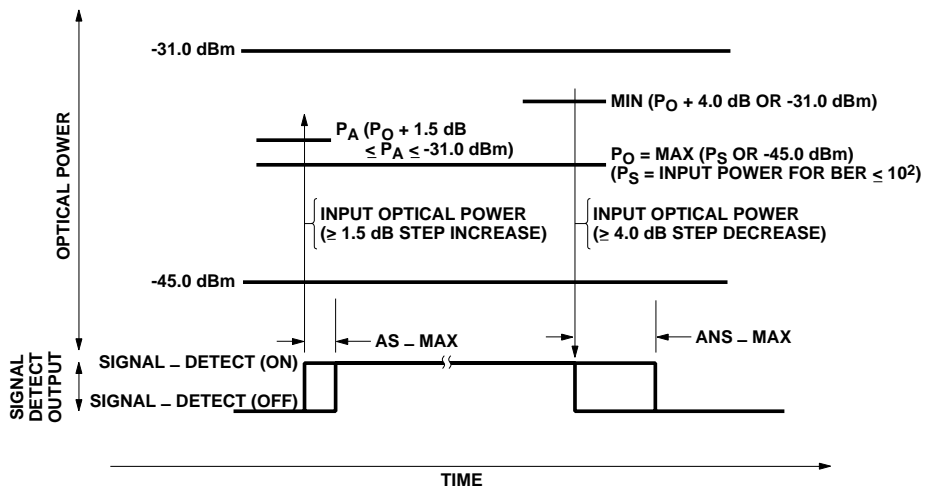 -31.0 dBm
MIN (PO + 4.0 dB OR -31.0 dBm)
PA (PO + 1.5 dB
≤ PA ≤ -31.0 dBm)
PO = MAX (PS OR -45.0 dBm)
(PS = INPUT POWER FOR BER ≤ 10²)
OPTICAL POWER
INPUT OPTICAL POWER
(≥ 1.5 dB STEP INCREASE)
INPUT OPTICAL POWER
(≥ 4.0 dB STEP DECREASE)
-45.0 dBm
AS – MAX
ANS – MAX
SIGNAL
DETECT
OUTPUT
SIGNAL – DETECT (ON)
SIGNAL – DETECT (OFF)
TIME